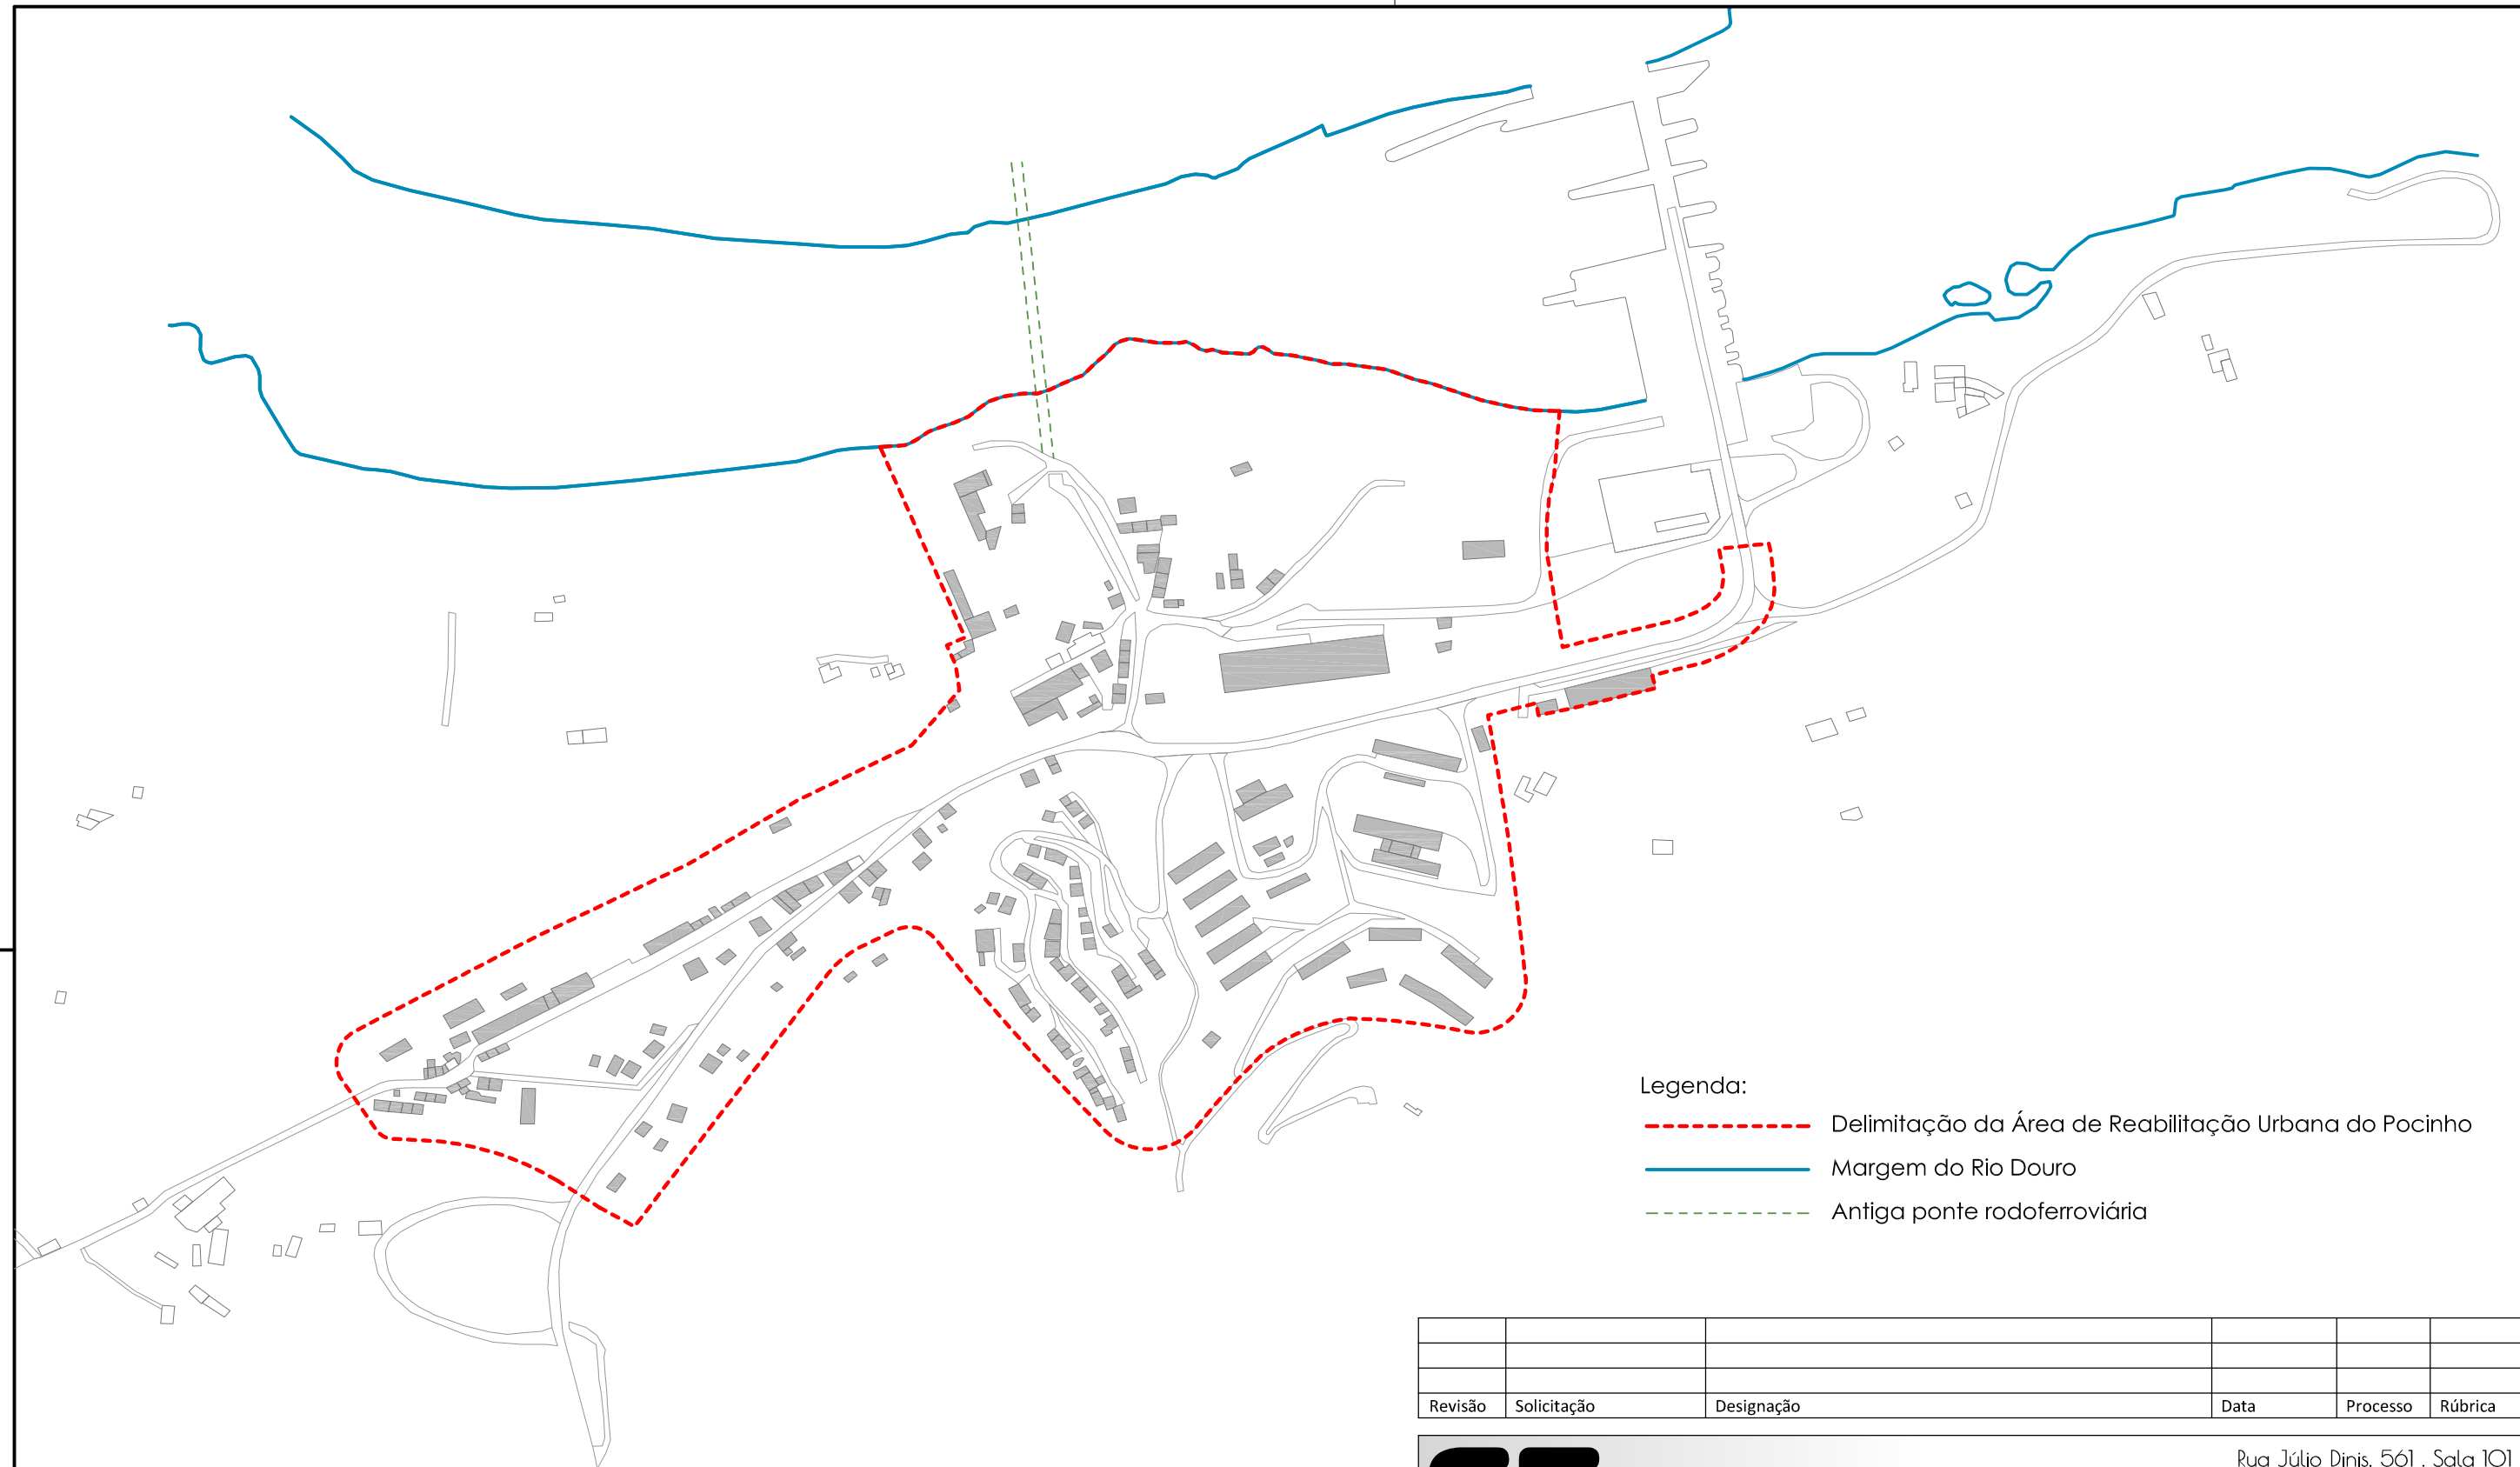 Legenda:
Delimitação da Área de Reabilitação Urbana do Pocinho
Margem do Rio Douro
Antiga ponte rodoferroviária
Revisão Solicitação Designação Data Processo Rúbrica
Rua Júlio Dinis, 561 . Sala 101